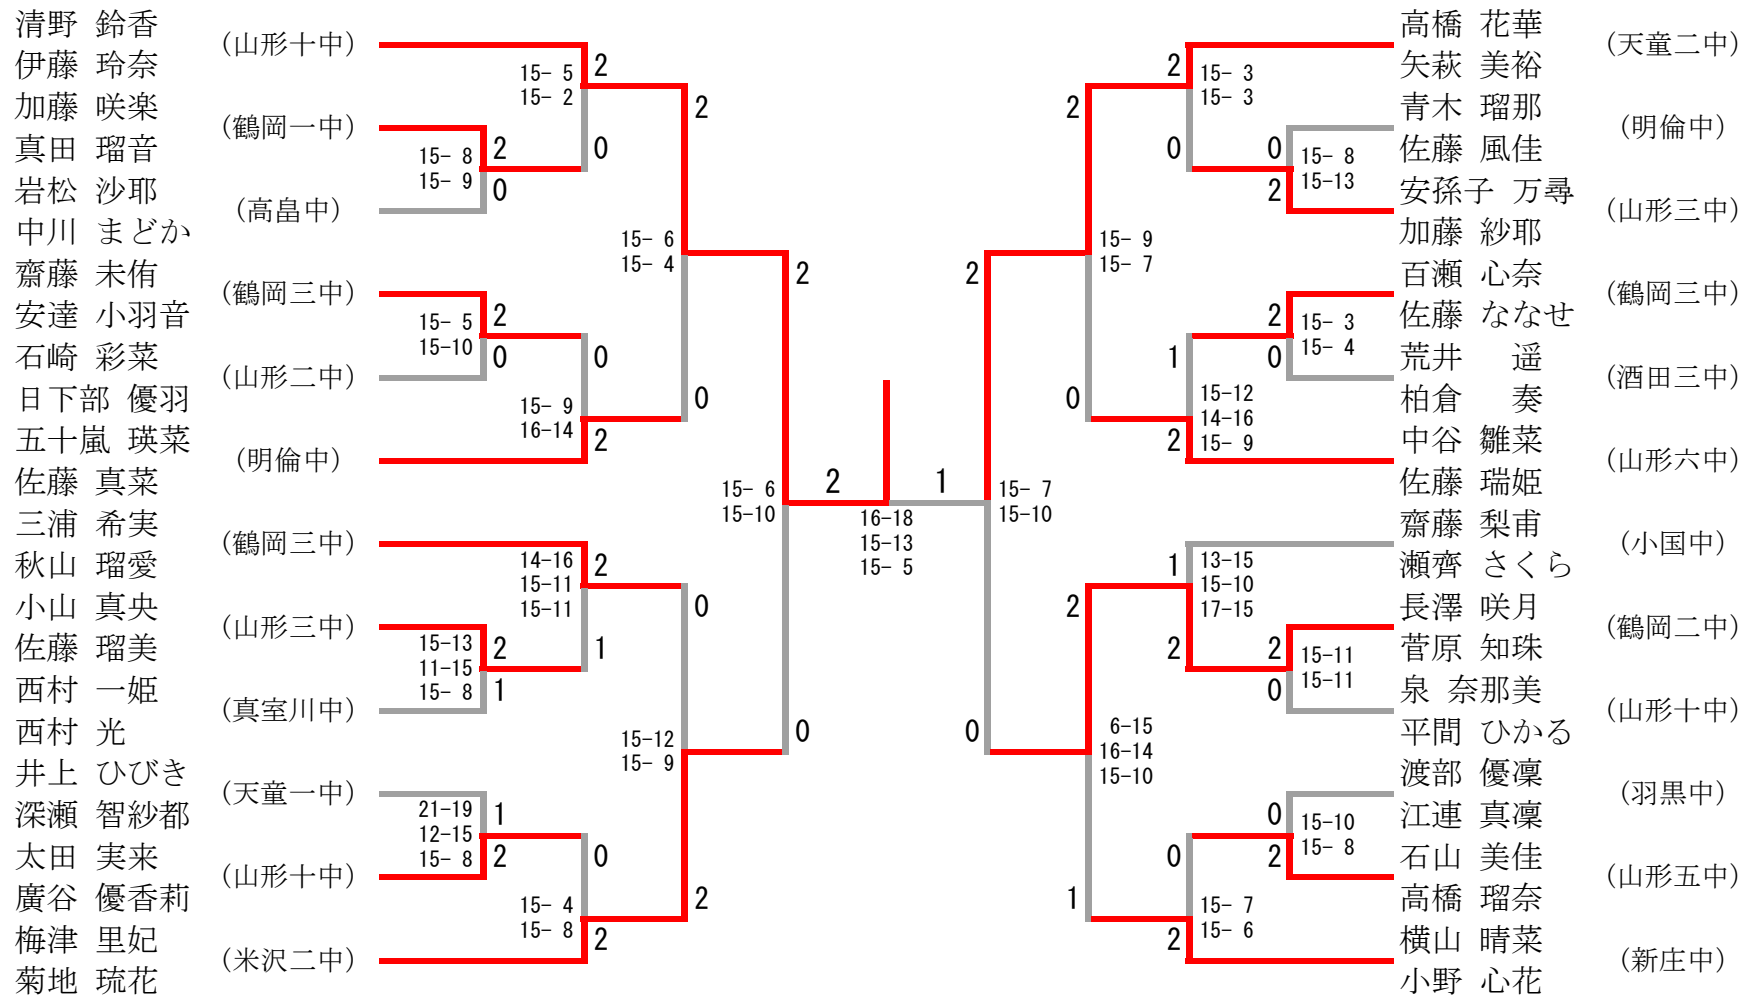 清野 鈴香
伊藤 玲奈
(山形十中)
加藤 咲楽
真田 瑠音
(鶴岡一中)
岩松 沙耶
中川 まどか
(高畠中)
齋藤 未侑
安達 小羽音
(鶴岡三中)
石崎 彩菜
日下部 優羽
(山形二中)
五十嵐 瑛菜
佐藤 真菜
(明倫中)
三浦 希実
秋山 瑠愛
(鶴岡三中)
小山 真央
佐藤 瑠美
(山形三中)
西村 一姫
西村 光
(真室川中)
井上 ひびき
深瀬 智紗都
(天童一中)
太田 実来
廣谷 優香莉
(山形十中)
梅津 里妃
菊地 琉花
(米沢二中)
15- 8
15- 9
2
0
15- 5
15-10
2
0
15-13
11-15
15- 8
2
1
21-19
12-15
15- 8
1
2
15- 5
15- 2
2
0
15- 9
16-14
0
2
14-16
15-11
15-11
2
1
15- 4
15- 8
0
2
15- 6
15- 4
2
0
15-12
15- 9
0
2
15- 6
15-10
2
0
2
1
16-18
15-13
15- 5
2
0
15- 7
15-10
2
0
15- 9
15- 7
2
1
6-15
16-14
15-10
2
0
15- 3
15- 3
1
2
15-12
14-16
15- 9
1
2
13-15
15-10
17-15
0
2
15- 7
15- 6
0
2
15- 8
15-13
2
0
15- 3
15- 4
2
0
15-11
15-11
0
2
15-10
15- 8
高橋 花華
矢萩 美裕
(天童二中)
青木 瑠那
佐藤 風佳
(明倫中)
安孫子 万尋
加藤 紗耶
(山形三中)
百瀬 心奈
佐藤 ななせ
(鶴岡三中)
荒井 遥
柏倉 奏
(酒田三中)
中谷 雛菜
佐藤 瑞姫
(山形六中)
齋藤 梨甫
瀬齊 さくら
(小国中)
長澤 咲月
菅原 知珠
(鶴岡二中)
泉 奈那美
平間 ひかる
(山形十中)
渡部 優凜
江連 真凜
(羽黒中)
石山 美佳
高橋 瑠奈
(山形五中)
横山 晴菜
小野 心花
(新庄中)